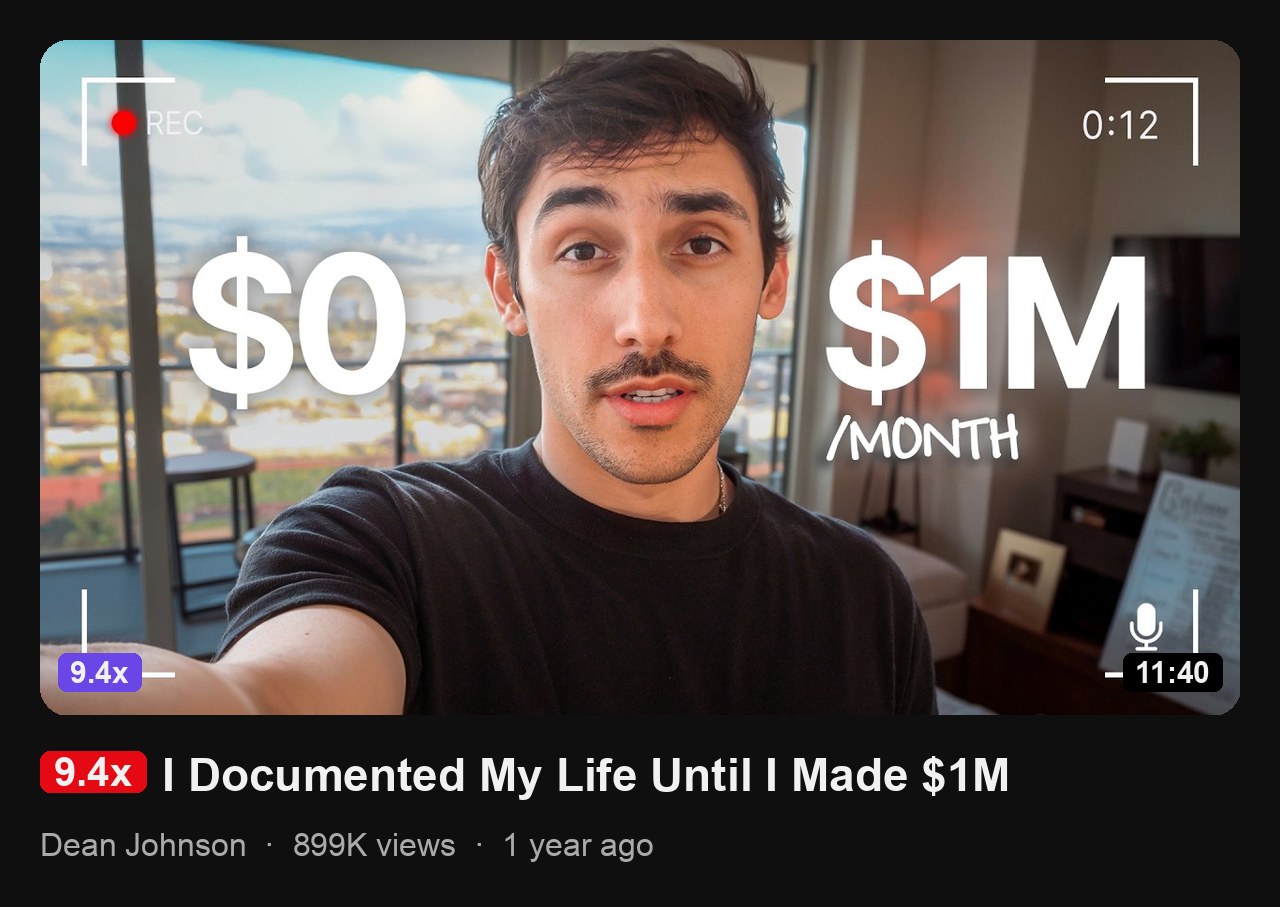 REC
0:12
$0
$1M
/MONTH
9.4x
11:40
9.4x I Documented My Life Until I Made $1M
Dean Johnson · 899K views · 1 year ago